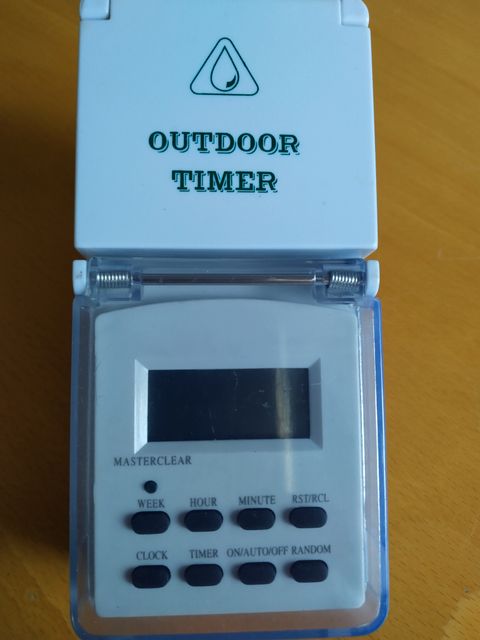 OUTDOOR
TIMER
MASTERCLEAR
WEEK HOUR MINUTE RST/RCL
CLOCK TIMER ON/AUTO/OFF RANDOM